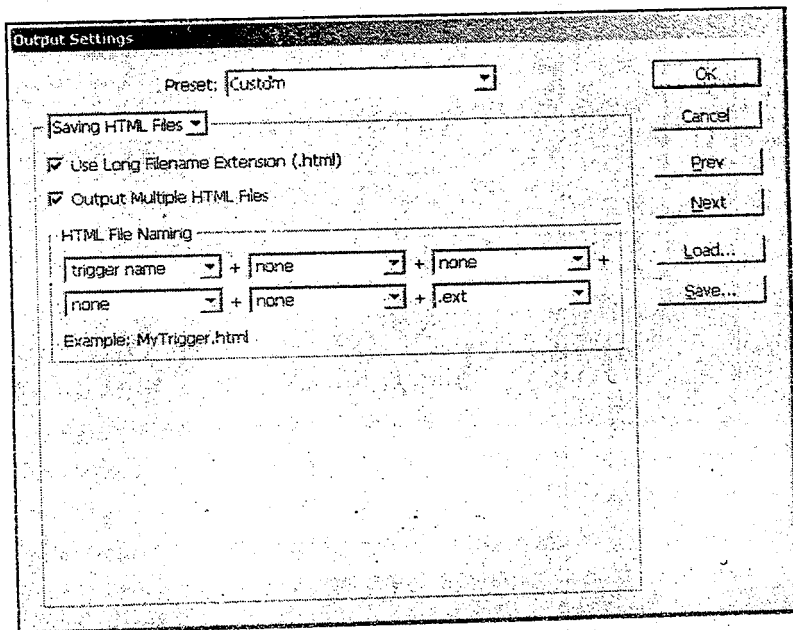 Output Settings
Preset: Custom
OK
Saving HTML Files
Cancel
Use Long Filename Extension (.html)
Prev
Output Multiple HTML Files
Next
HTML File Naming
trigger name + none + none +
Load...
none + none + .ext
Save...
Example: MyTrigger.html